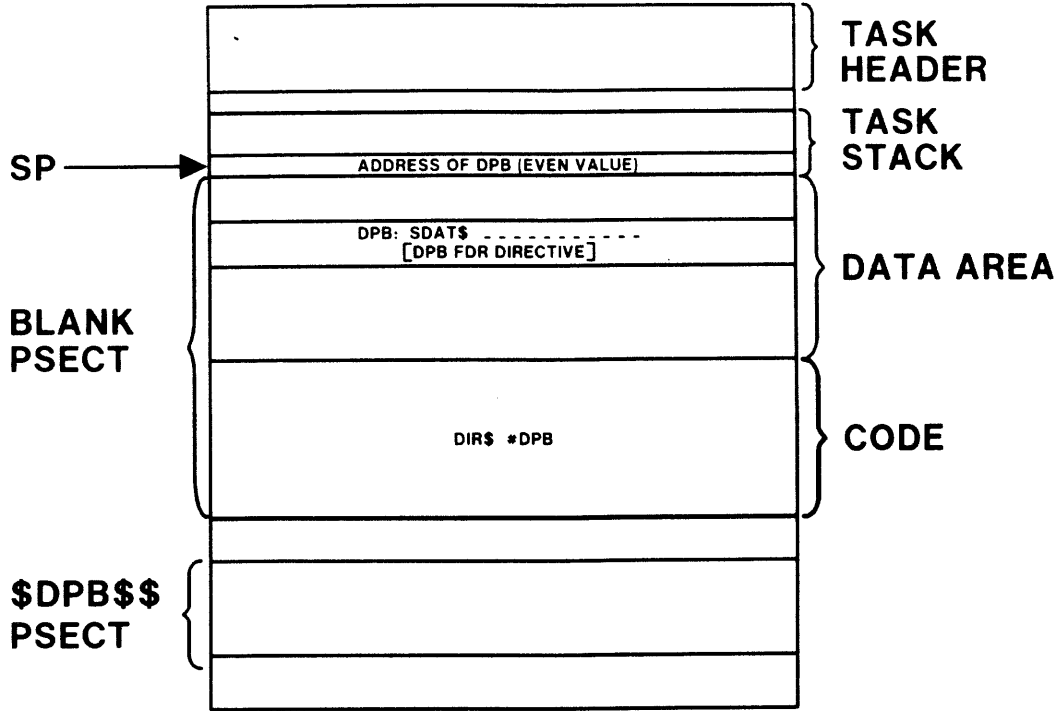 TASK
HEADER
TASK
STACK
SP
ADDRESS OF DPB (EVEN VALUE)
DPB: SDAT$ - - - - - - - - - - - -
[DPB FDR DIRECTIVE]
DATA AREA
BLANK
PSECT
DIR$ #DPB
CODE
$DPB$$
PSECT